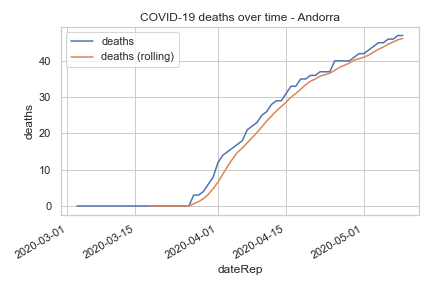 COVID-19 deaths over time - Andorra
deaths
deaths (rolling)
deaths
40
30
20
10
0
2020-03-01
2020-03-15
2020-04-01
2020-04-15
2020-05-01
dateRep